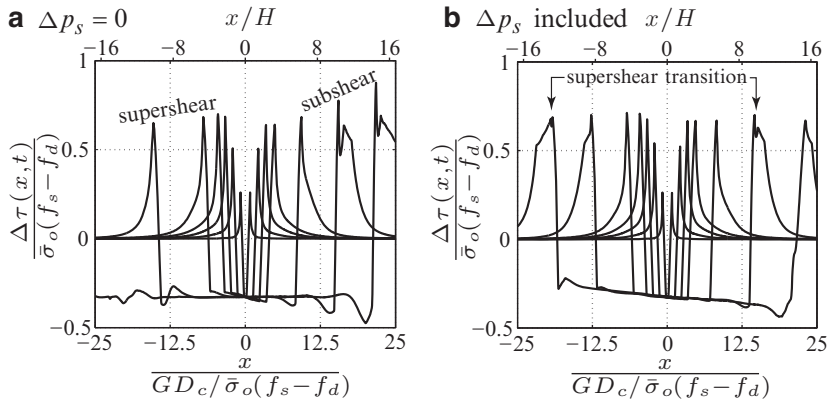 a Δp_s = 0
x/H
−16 −8 0 8 16
supershear
subshear
Δτ(x,t)
σ̄_o(f_s−f_d)
0.5
0
−0.5
−25 −12.5 0 12.5 25
x
GD_c/σ̄_o(f_s−f_d)
b Δp_s included x/H
−16 −8 0 8 16
supershear transition
Δτ(x,t)
σ̄_o(f_s−f_d)
0.5
0
−0.5
−25 −12.5 0 12.5 25
x
GD_c/σ̄_o(f_s−f_d)